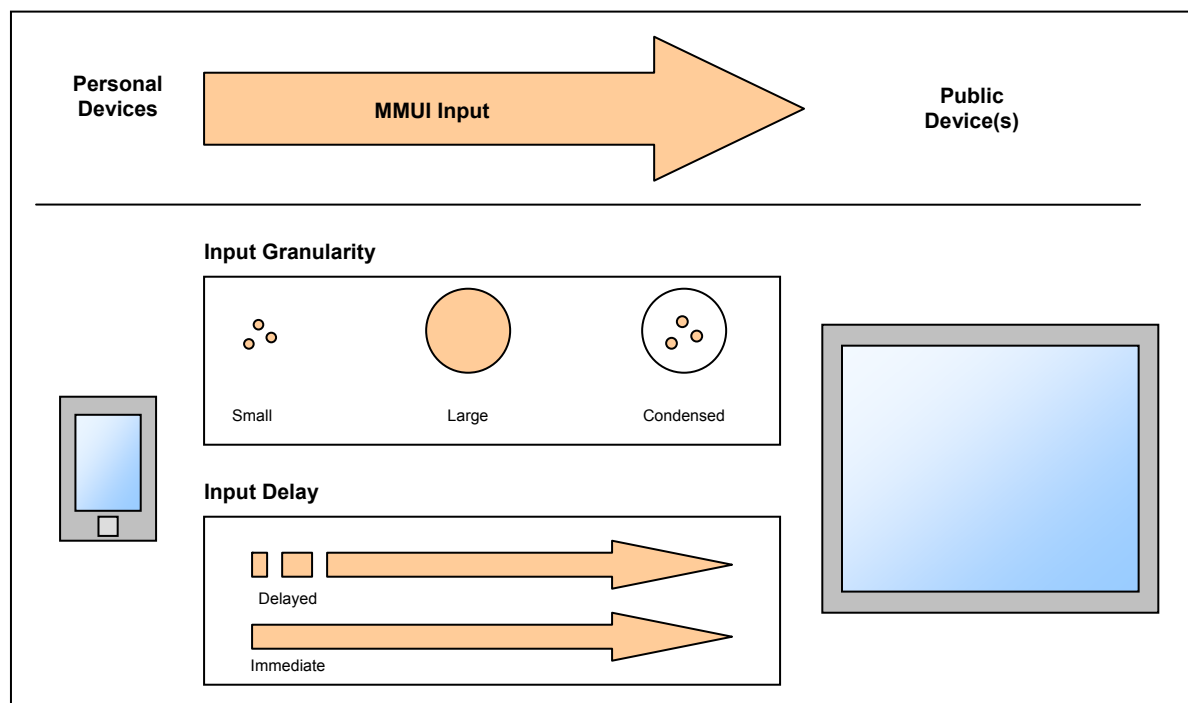 Personal
Devices
MMUI Input
Public
Device(s)
Input Granularity
Small
Large
Condensed
Input Delay
Delayed
Immediate